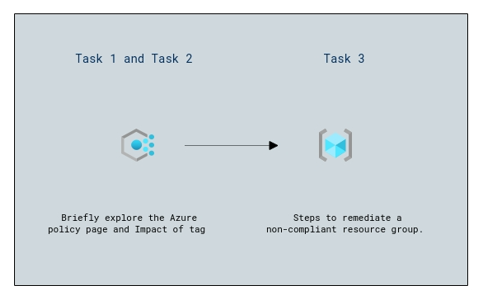 Task 1 and Task 2
Task 3
Briefly explore the Azure
policy page and Impact of tag
Steps to remediate a
non-compliant resource group.